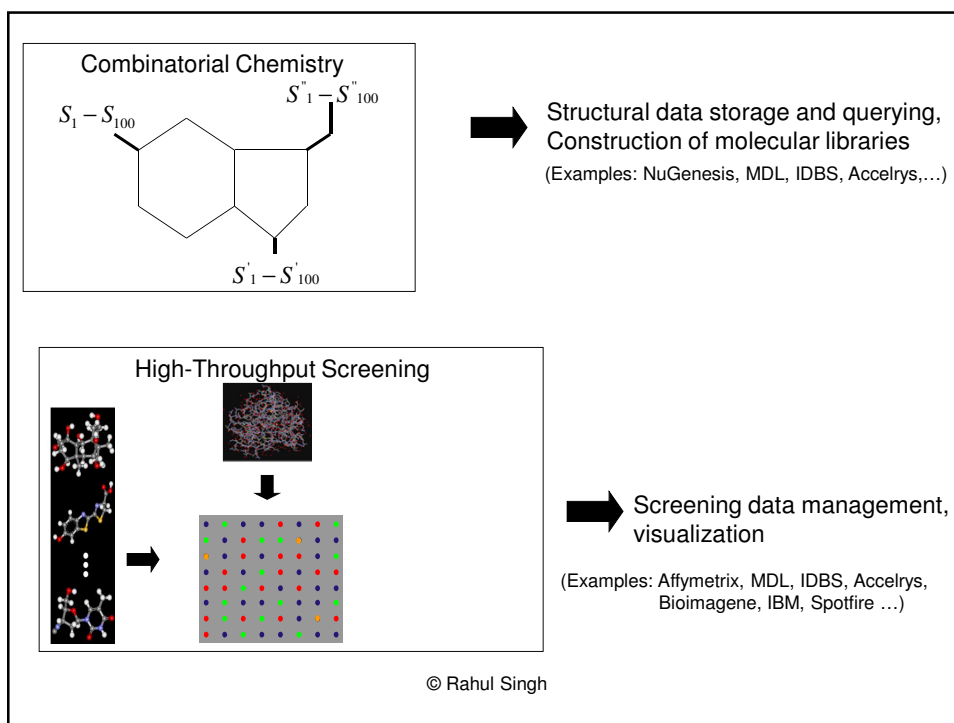 Combinatorial Chemistry
S₁ – S₁₀₀
S"₁ – S"₁₀₀
S'₁ – S'₁₀₀
Structural data storage and querying,
Construction of molecular libraries
(Examples: NuGenesis, MDL, IDBS, Accelrys,…)
High-Throughput Screening
Screening data management,
visualization
(Examples: Affymetrix, MDL, IDBS, Accelrys,
Bioimagene, IBM, Spotfire …)
© Rahul Singh